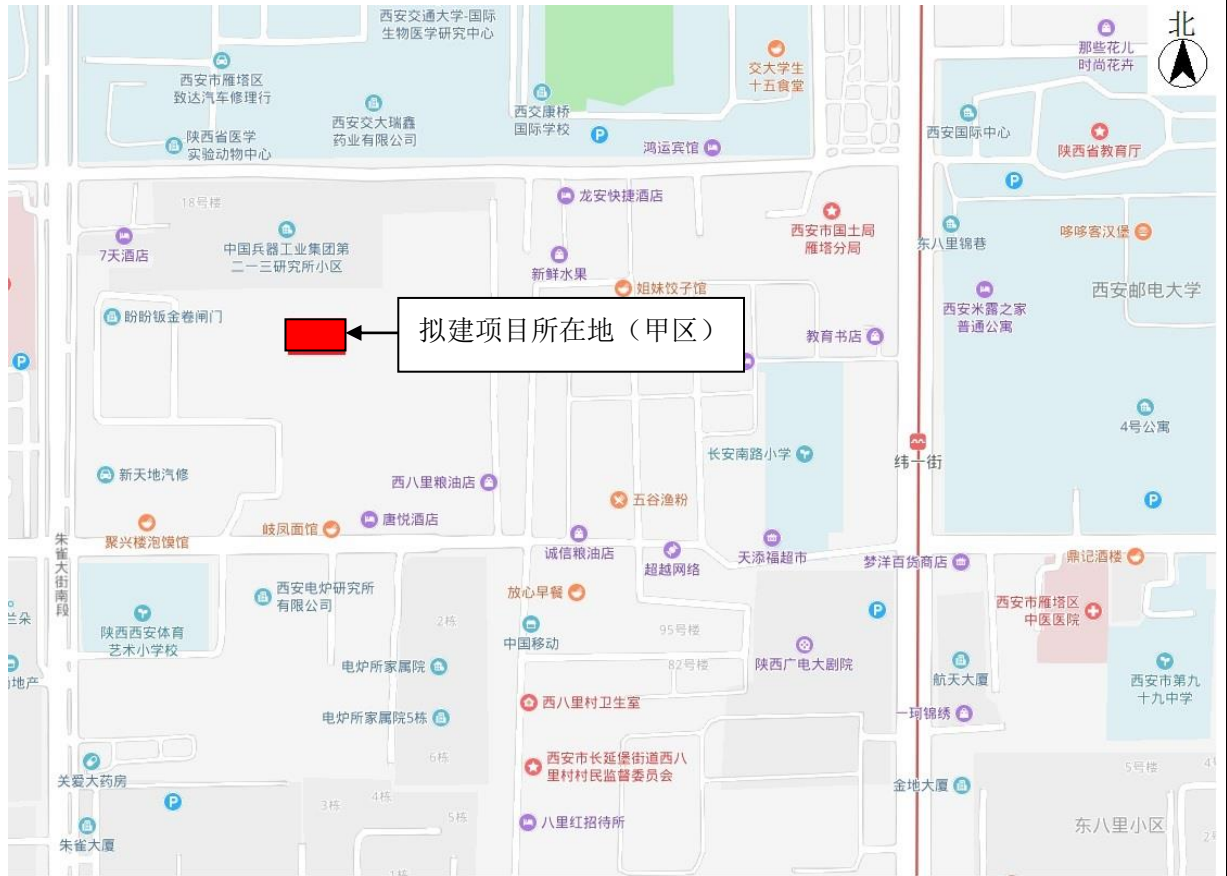 西安交通大学-国际
生物医学研究中心
北
那些花儿
时尚花卉
西安市雁塔区
致达汽车修理行
交大学生
十五食堂
西安交大瑞鑫
药业有限公司
西交康桥
国际学校
P
陕西省医学
实验动物中心
鸿运宾馆
西安国际中心
陕西省教育厅
P
18号楼
龙安快捷酒店
7天酒店
中国兵器工业集团第
二一三研究所小区
新鲜水果
西安市国土局
雁塔分局
东八里锦巷
哆哆客汉堡
姐妹饺子馆
西安邮电大学
西安米露之家
普通公寓
盼盼钣金卷闸门
拟建项目所在地（甲区）
教育书店
P
4号公寓
长安南路小学
纬一街
新天地汽修
西八里粮油店
五谷渔粉
P
唐悦酒店
岐凤面馆
聚兴楼泡馍馆
朱雀大街南段
诚信粮油店
超越网络
天添福超市
梦洋百货商店
鼎记酒楼
西安电炉研究所
有限公司
放心早餐
P
西安市雁塔区
中医医院
兰朵
陕西西安体育
艺术小学校
2栋
中国移动
95号楼
82号楼
陕西广电大剧院
电炉所家属院
航天大厦
西安市第九
十九中学
地产
西八里村卫生室
电炉所家属院5栋
一珂锦绣
6栋
西安市长延堡街道西八
里村村民监督委员会
5号楼
关爱大药房
P
3栋
4栋
5栋
金地大厦
八里红招待所
东八里小区
朱雀大厦